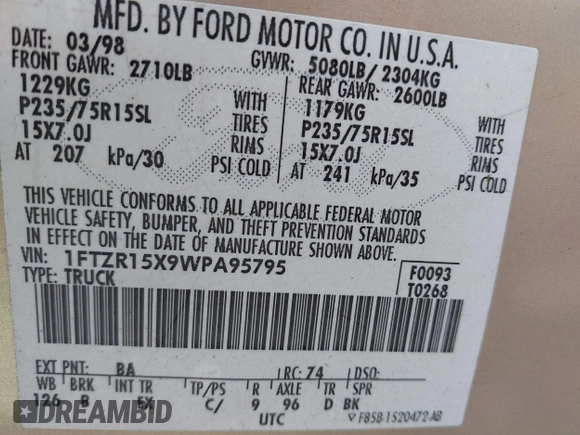 MFD. BY FORD MOTOR CO. IN U.S.A.
DATE: 03/98 GVWR: 5080LB/ 2304KG
FRONT GAWR: 2710LB REAR GAWR: 2600LB
1229KG WITH 1179KG WITH
P235/75R15SL TIRES P235/75R15SL TIRES
15X7.0J RIMS 15X7.0J RIMS
AT 207 kPa/30 PSI COLD AT 241 kPa/35 PSI COLD
THIS VEHICLE CONFORMS TO ALL APPLICABLE FEDERAL MOTOR
VEHICLE SAFETY, BUMPER, AND THEFT PREVENTION STANDARDS
IN EFFECT ON THE DATE OF MANUFACTURE SHOWN ABOVE.
VIN: 1FTZR15X9WPA95795 F0093
TYPE: TRUCK T0268
EXT PNT: BA RC: 74 DSO:
WB BRK INT TR TP/PS R AXLE TR SPR
126 B EX C/ 9 96 D BK
UTC F85B-1520472-AB
DREAMBID